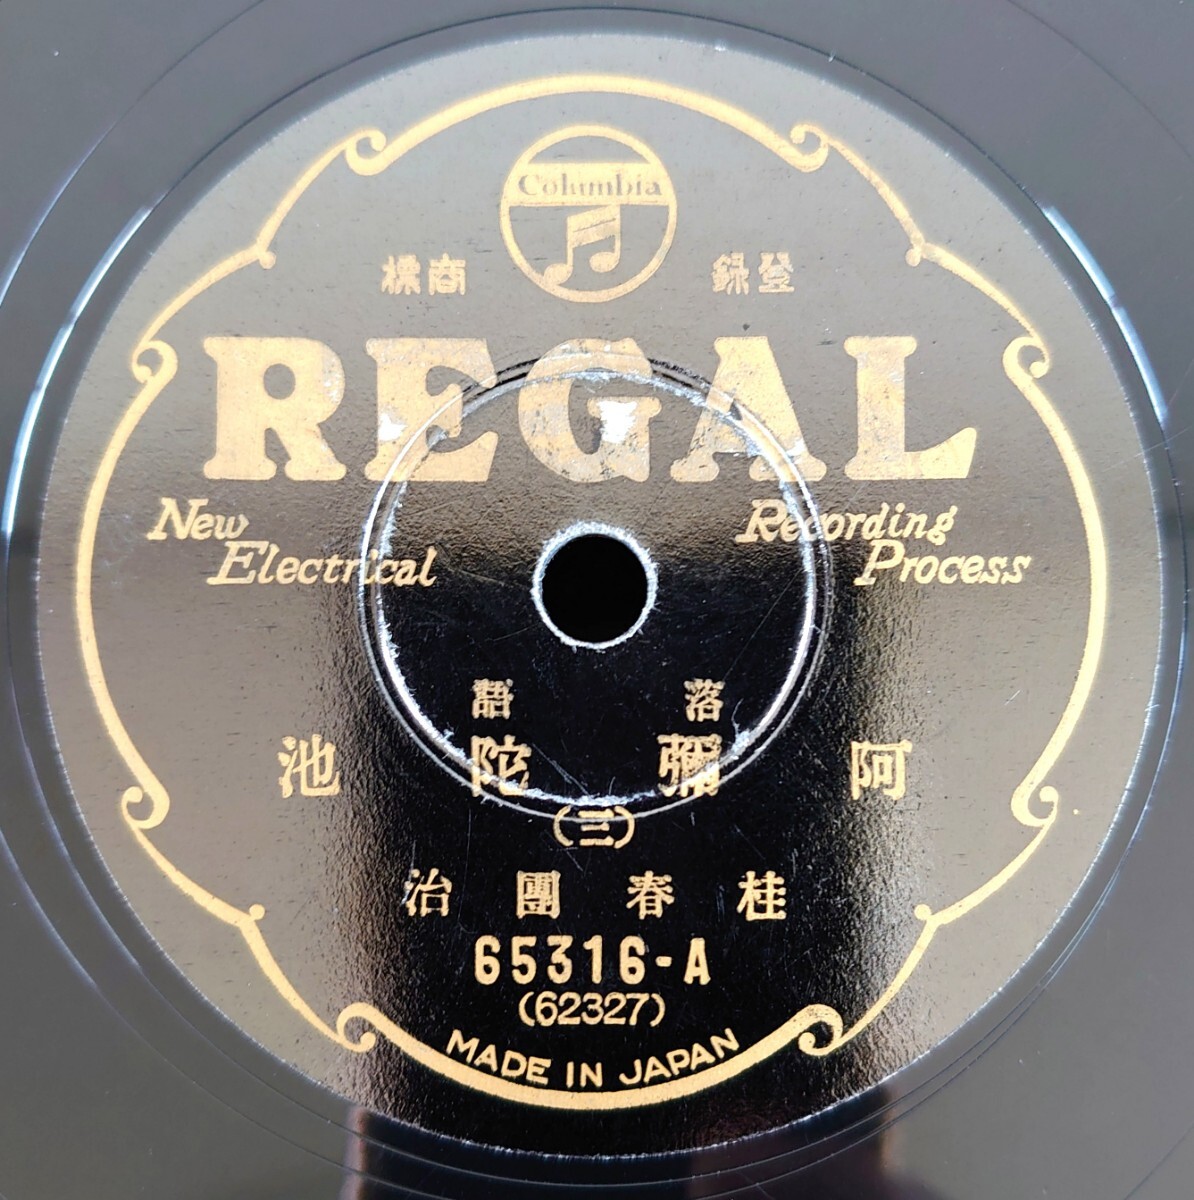 Columbia
登録商標
REGAL
New Electrical Recording Process
落語
阿彌陀池
(三)
桂春團治
65316-A
(62327)
MADE IN JAPAN